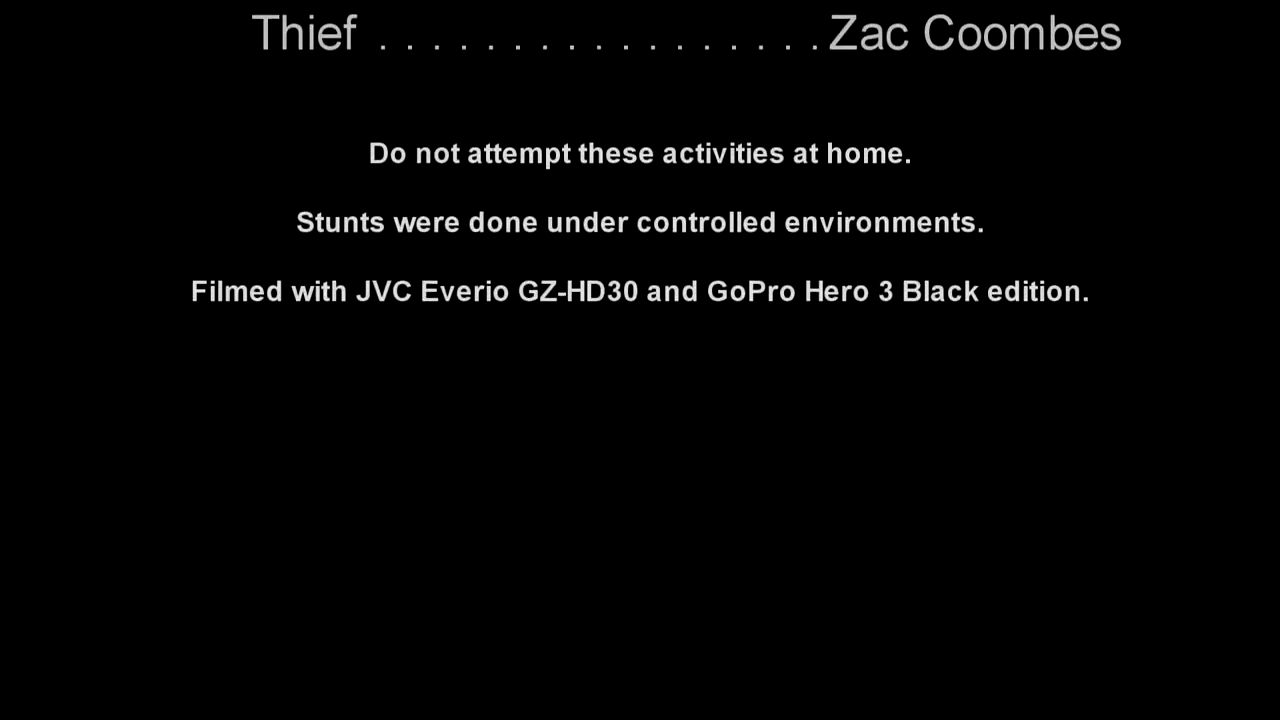 Thief . . . . . . . . . . . . . . . . . Zac Coombes
Do not attempt these activities at home.
Stunts were done under controlled environments.
Filmed with JVC Everio GZ-HD30 and GoPro Hero 3 Black edition.